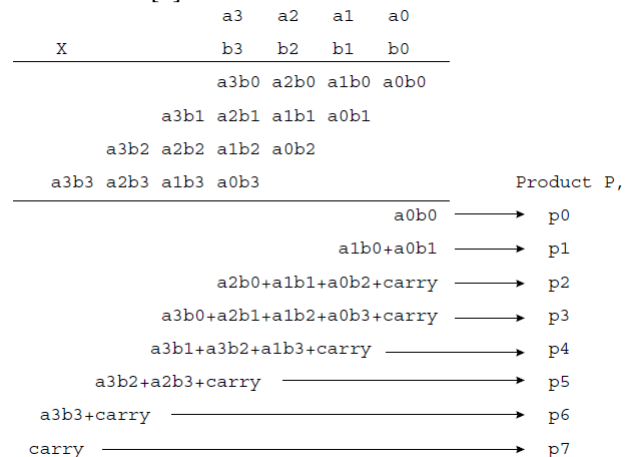 a3 a2 a1 a0
X b3 b2 b1 b0
a3b0 a2b0 a1b0 a0b0
a3b1 a2b1 a1b1 a0b1
a3b2 a2b2 a1b2 a0b2
a3b3 a2b3 a1b3 a0b3 Product P,
a0b0 p0
a1b0+a0b1 p1
a2b0+a1b1+a0b2+carry p2
a3b0+a2b1+a1b2+a0b3+carry p3
a3b1+a3b2+a1b3+carry p4
a3b2+a2b3+carry p5
a3b3+carry p6
carry p7